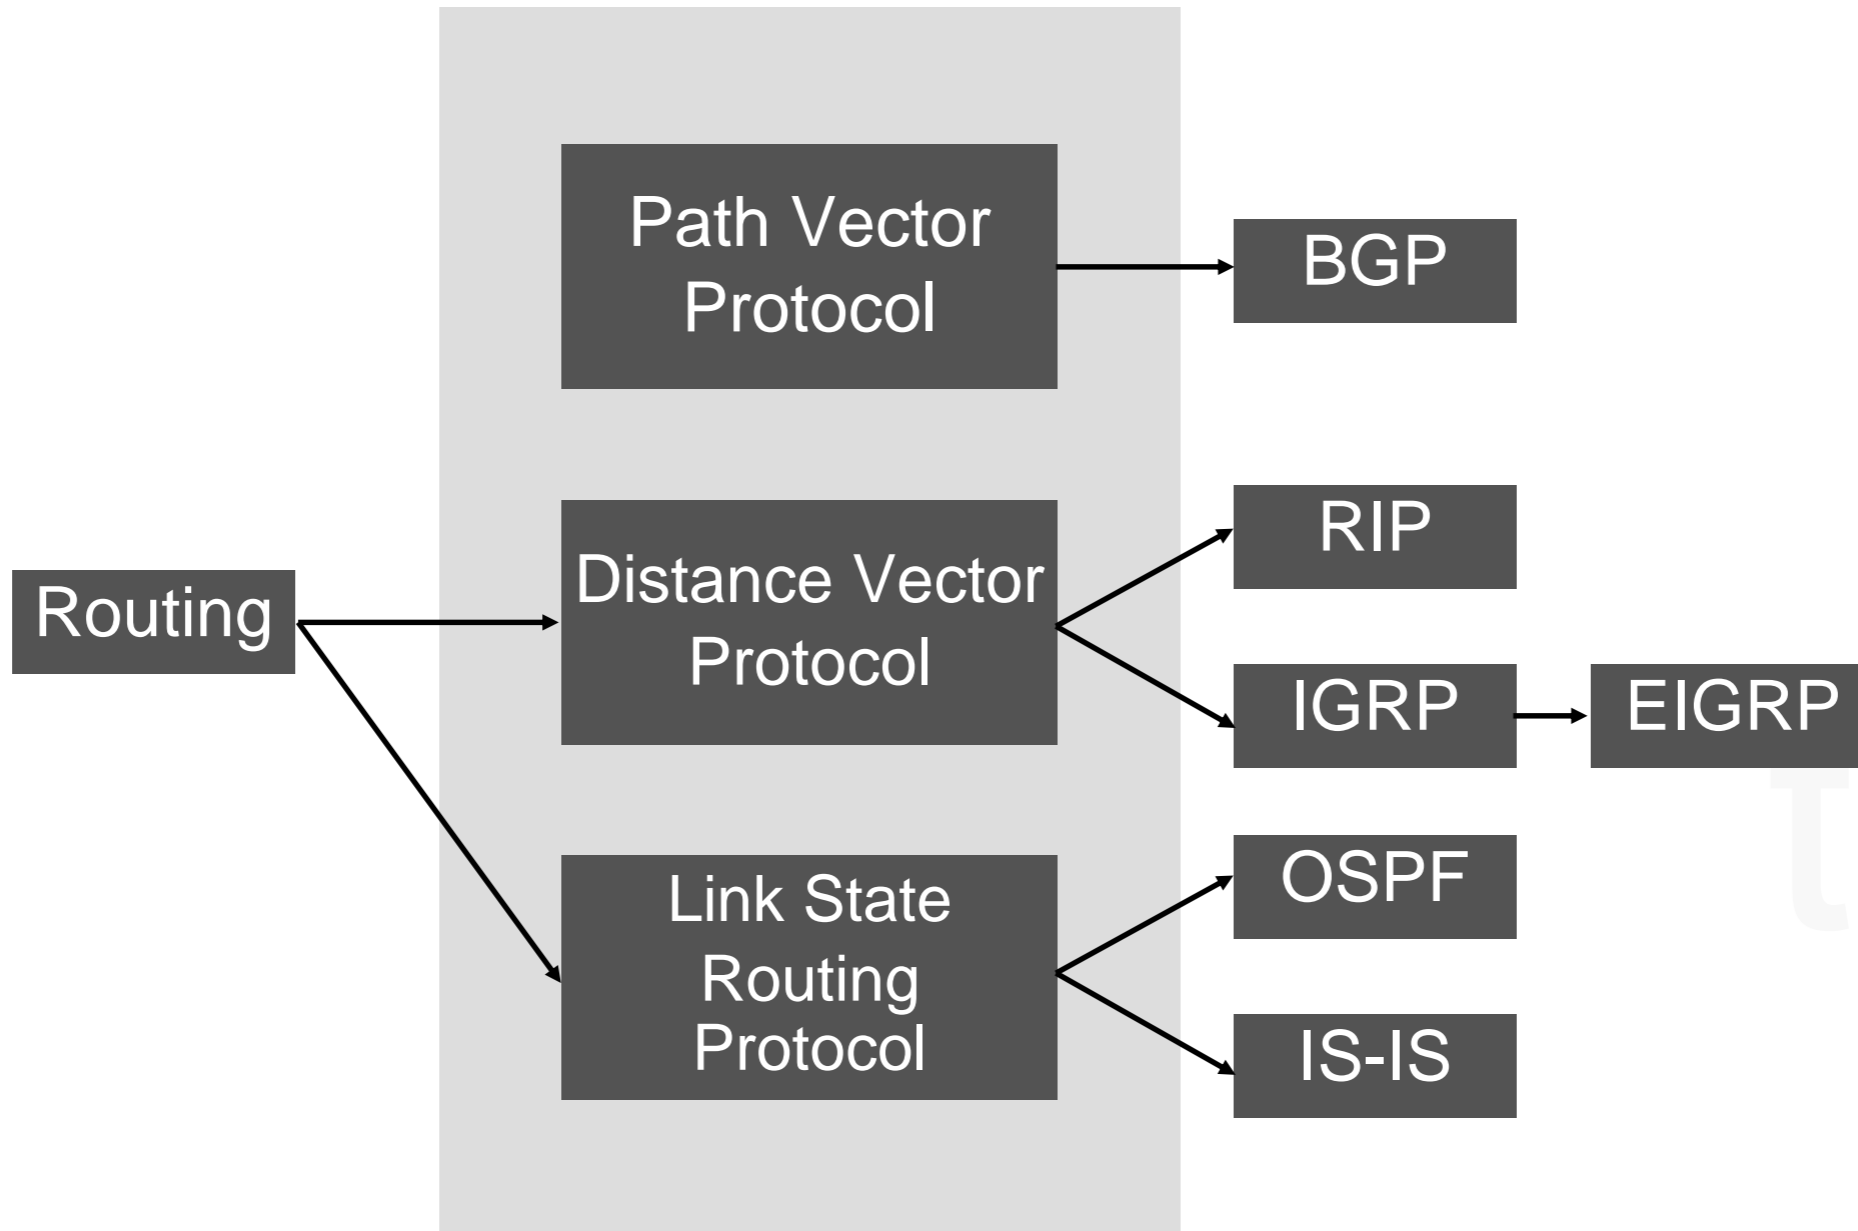 Path Vector
Protocol
BGP
RIP
Distance Vector
Protocol
Routing
IGRP
EIGRP
OSPF
Link State
Routing
Protocol
IS-IS
t